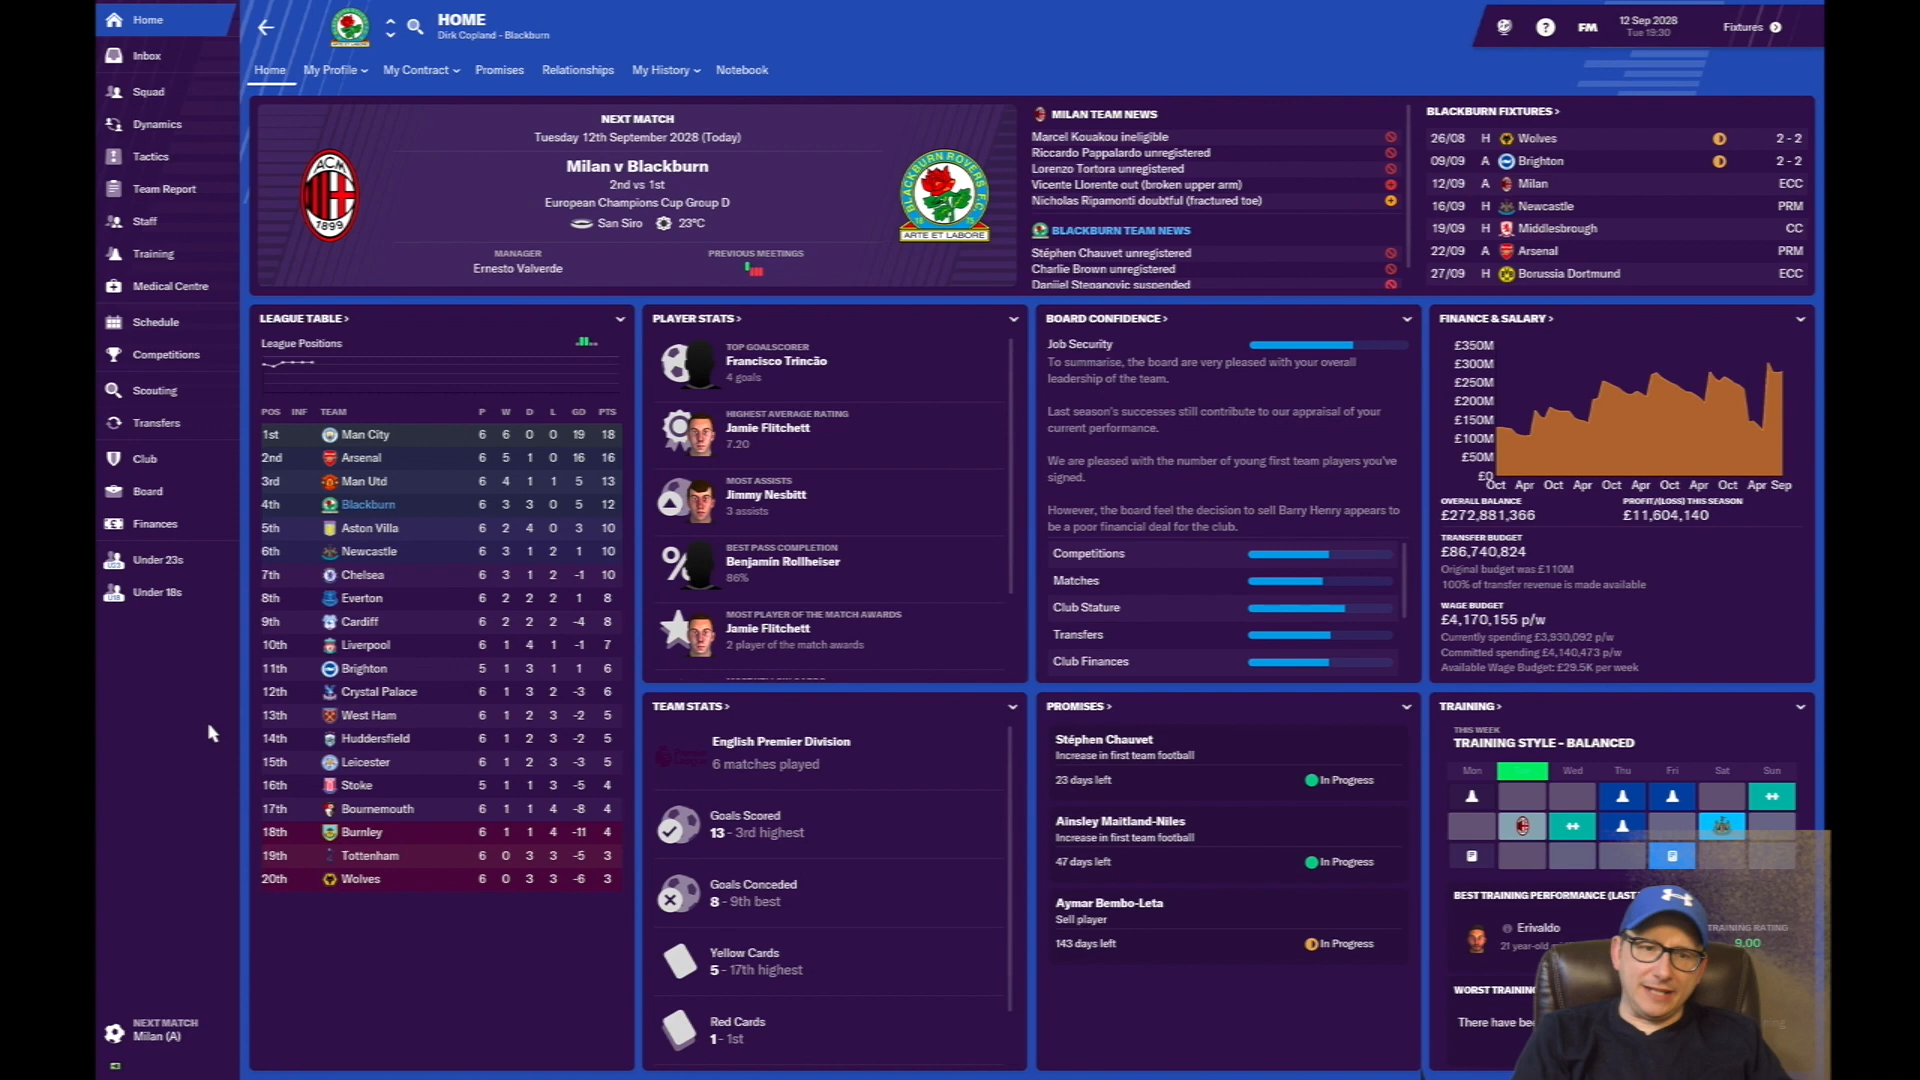 Home
Inbox
Squad
Dynamics
Tactics
Team Report
Staff
Training
Medical Centre
Schedule
Competitions
Scouting
Transfers
Club
Board
Finances
Under 23s
Under 18s
NEXT MATCH
Milan (A)
HOME
Dirk Copland - Blackburn
FM
12 Sep 2028
Tue 19:30
Fixtures
Home My Profile My Contract Promises Relationships My History Notebook
NEXT MATCH
Tuesday 12th September 2028 (Today)
Milan v Blackburn
2nd vs 1st
European Champions Cup Group D
San Siro 23°C
MANAGER
Ernesto Valverde
PREVIOUS MEETINGS
ACM
1899
BLACKBURN ROVERS F.C.
ARTE ET LABORE
MILAN TEAM NEWS
Marcel Kouakou ineligible
Riccardo Pappalardo unregistered
Lorenzo Tortora unregistered
Vicente Llorente out (broken upper arm)
Nicholas Ripamonti doubtful (fractured toe)
BLACKBURN TEAM NEWS
Stéphen Chauvet unregistered
Charlie Brown unregistered
Danijel Stepanovic suspended
BLACKBURN FIXTURES >
26/08 H Wolves 2 - 2
09/09 A Brighton 2 - 2
12/09 A Milan ECC
16/09 H Newcastle PRM
19/09 H Middlesbrough CC
22/09 A Arsenal PRM
27/09 H Borussia Dortmund ECC
LEAGUE TABLE >
League Positions
POS INF TEAM P W D L GD PTS
1st Man City 6 6 0 0 19 18
2nd Arsenal 6 5 1 0 16 16
3rd Man Utd 6 4 1 1 5 13
4th Blackburn 6 3 3 0 5 12
5th Aston Villa 6 2 4 0 3 10
6th Newcastle 6 3 1 2 1 10
7th Chelsea 6 3 1 2 -1 10
8th Everton 6 2 2 2 1 8
9th Cardiff 6 2 2 2 -4 8
10th Liverpool 6 1 4 1 -1 7
11th Brighton 5 1 3 1 1 6
12th Crystal Palace 6 1 3 2 -3 6
13th West Ham 6 1 2 3 -2 5
14th Huddersfield 6 1 2 3 -2 5
15th Leicester 6 1 2 3 -3 5
16th Stoke 5 1 1 3 -5 4
17th Bournemouth 6 1 1 4 -8 4
18th Burnley 6 1 1 4 -11 4
19th Tottenham 6 0 3 3 -5 3
20th Wolves 6 0 3 3 -6 3
PLAYER STATS >
TOP GOALSCORER
Francisco Trincão
4 goals
HIGHEST AVERAGE RATING
Jamie Flitchett
7.20
MOST ASSISTS
Jimmy Nesbitt
3 assists
BEST PASS COMPLETION
Benjamín Rollheiser
86%
MOST PLAYER OF THE MATCH AWARDS
Jamie Flitchett
2 player of the match awards
BOARD CONFIDENCE >
Job Security
To summarise, the board are very pleased with your overall
leadership of the team.
Last season's successes still contribute to our appraisal of your
current performance.
We are pleased with the number of young first team players you've
signed.
However, the board feel the decision to sell Barry Henry appears to
be a poor financial deal for the club.
Competitions
Matches
Club Stature
Transfers
Club Finances
FINANCE & SALARY >
£350M
£300M
£250M
£200M
£150M
£100M
£50M
£0
Oct Apr Oct Apr Oct Apr Oct Apr Oct Apr Sep
OVERALL BALANCE
£272,881,366
PROFIT/(LOSS) THIS SEASON
£11,604,140
TRANSFER BUDGET
£86,740,824
Original budget was £110M
100% of transfer revenue is made available
WAGE BUDGET
£4,170,155 p/w
Currently spending £3,930,092 p/w
Committed spending £4,140,473 p/w
Available Wage Budget: £29.5K per week
TEAM STATS >
English Premier Division
6 matches played
Goals Scored
13 - 3rd highest
Goals Conceded
8 - 9th best
Yellow Cards
5 - 17th highest
Red Cards
1 - 1st
PROMISES >
Stéphen Chauvet
Increase in first team football
23 days left In Progress
Ainsley Maitland-Niles
Increase in first team football
47 days left In Progress
Aymar Bembo-Leta
Sell player
143 days left In Progress
TRAINING >
THIS WEEK
TRAINING STYLE - BALANCED
Mon Wed Thu Fri Sat Sun
BEST TRAINING PERFORMANCE (LAST
Erivaldo
21 year-old
TRAINING RATING
9.00
WORST TRAINING
There have